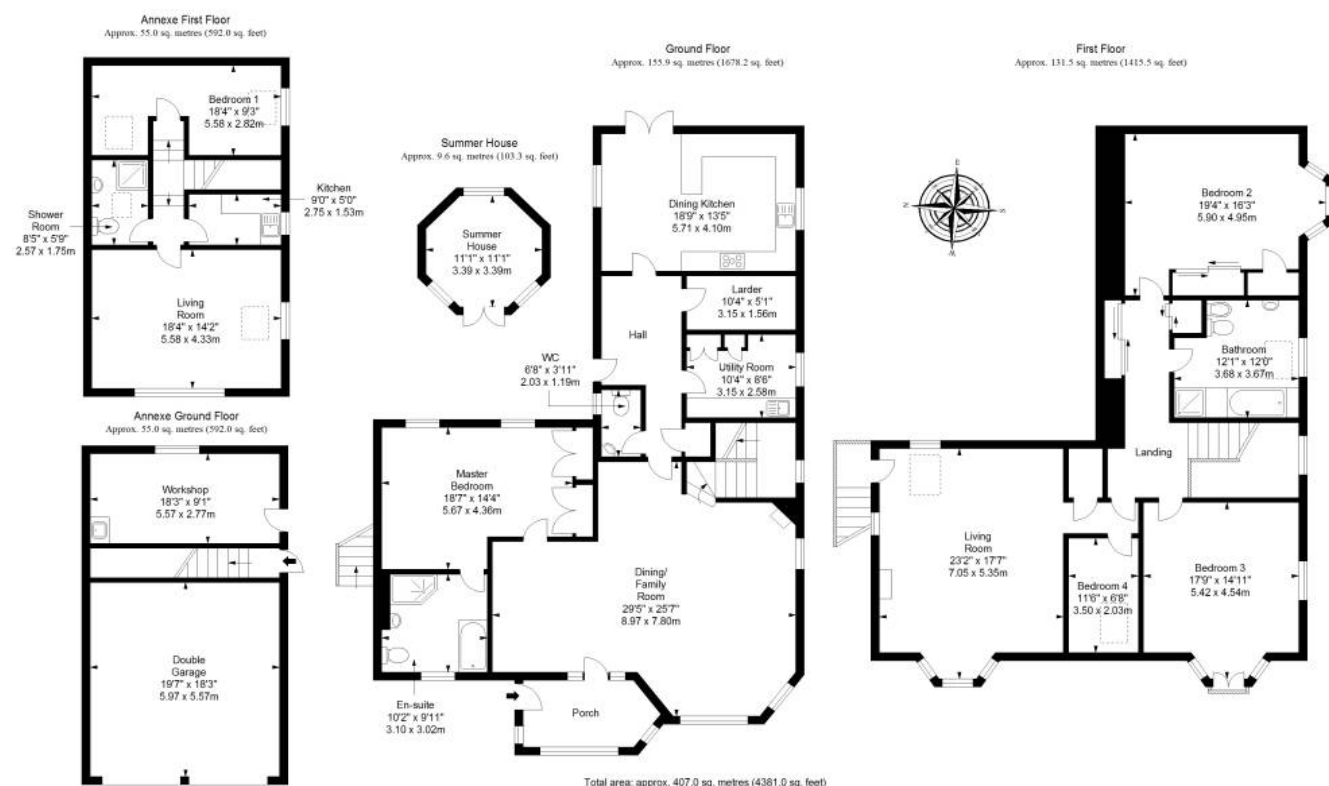 Annexe First Floor
Approx. 55.0 sq. metres (592.0 sq. feet)
Bedroom 1
18'4" x 9'3"
5.58 x 2.82m
Shower
Room
8'5" x 5'9"
2.57 x 1.75m
Kitchen
9'0" x 5'0"
2.75 x 1.53m
Living
Room
18'4" x 14'2"
5.58 x 4.33m
Annexe Ground Floor
Approx. 55.0 sq. metres (592.0 sq. feet)
Workshop
18'3" x 9'1"
5.57 x 2.77m
Double
Garage
19'7" x 18'3"
5.97 x 5.57m
Summer House
Approx. 9.6 sq. metres (103.3 sq. feet)
Summer
House
11'1" x 11'1"
3.39 x 3.39m
Ground Floor
Approx. 155.9 sq. metres (1678.2 sq. feet)
Dining Kitchen
18'9" x 13'5"
5.71 x 4.10m
Larder
10'4" x 5'1"
3.15 x 1.56m
Hall
WC
6'8" x 3'11"
2.03 x 1.19m
Utility Room
10'4" x 8'6"
3.15 x 2.58m
Master
Bedroom
18'7" x 14'4"
5.67 x 4.36m
Dining/
Family
Room
29'5" x 25'7"
8.97 x 7.80m
En-suite
10'2" x 9'11"
3.10 x 3.02m
Porch
First Floor
Approx. 131.5 sq. metres (1415.5 sq. feet)
E
N
S
W
Bedroom 2
19'4" x 16'3"
5.90 x 4.95m
Bathroom
12'1" x 12'0"
3.68 x 3.67m
Landing
Living
Room
23'2" x 17'7"
7.05 x 5.35m
Bedroom 4
11'6" x 6'8"
3.50 x 2.03m
Bedroom 3
17'9" x 14'11"
5.42 x 4.54m
Total area: approx. 407.0 sq. metres (4381.0 sq. feet)